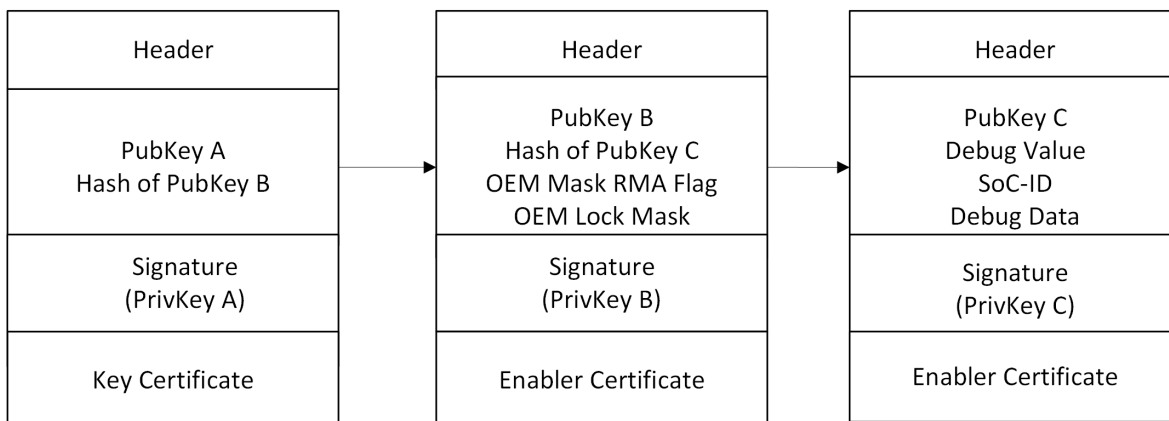 Header
PubKey A
Hash of PubKey B
Signature
(PrivKey A)
Key Certificate
Header
PubKey B
Hash of PubKey C
OEM Mask RMA Flag
OEM Lock Mask
Signature
(PrivKey B)
Enabler Certificate
Header
PubKey C
Debug Value
SoC-ID
Debug Data
Signature
(PrivKey C)
Enabler Certificate